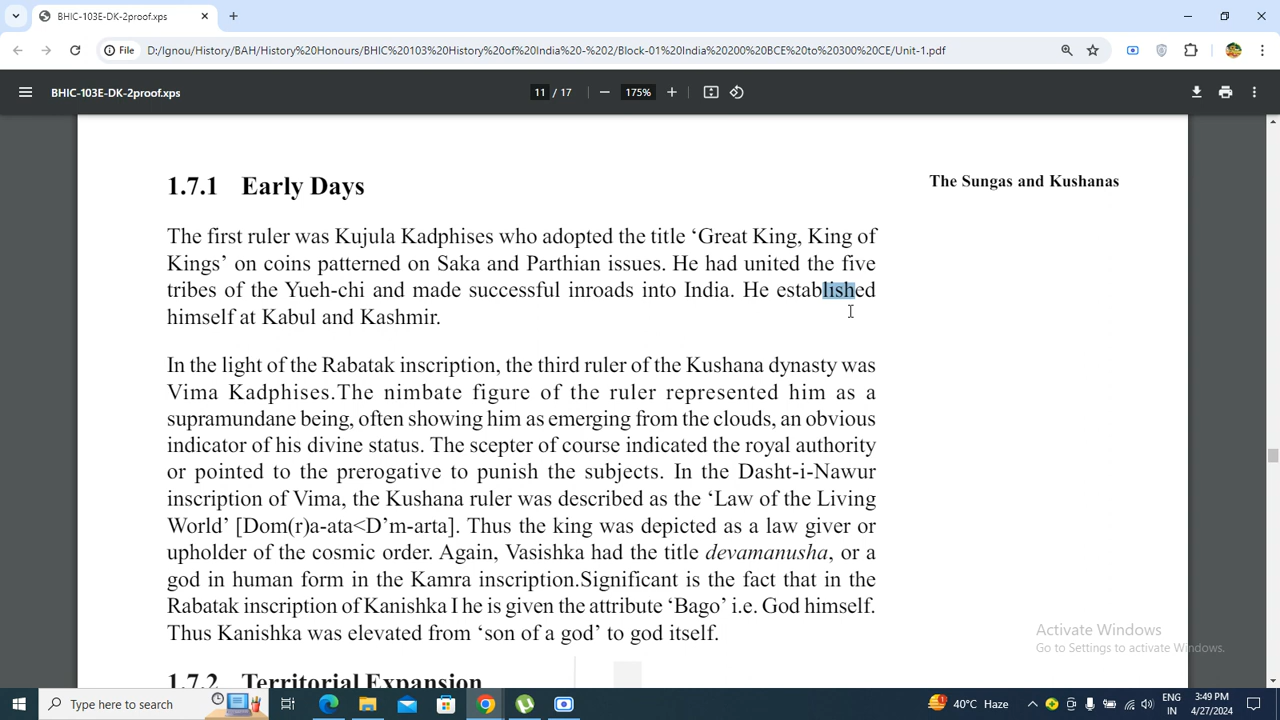 BHIC-103E-DK-2proof.xps
File D:/Ignou/History/BAH/History%20Honours/BHIC%20103%20History%20of%20India%20-%202/Block-01%20India%20200%20BCE%20to%20300%20CE/Unit-1.pdf
BHIC-103E-DK-2proof.xps 11 / 17 175%
1.7.1 Early Days
The Sungas and Kushanas
The first ruler was Kujula Kadphises who adopted the title ‘Great King, King of
Kings’ on coins patterned on Saka and Parthian issues. He had united the five
tribes of the Yueh-chi and made successful inroads into India. He established
himself at Kabul and Kashmir.
In the light of the Rabatak inscription, the third ruler of the Kushana dynasty was
Vima Kadphises.The nimbate figure of the ruler represented him as a
supramundane being, often showing him as emerging from the clouds, an obvious
indicator of his divine status. The scepter of course indicated the royal authority
or pointed to the prerogative to punish the subjects. In the Dasht-i-Nawur
inscription of Vima, the Kushana ruler was described as the ‘Law of the Living
World’ [Dom(r)a-ata<D’m-arta]. Thus the king was depicted as a law giver or
upholder of the cosmic order. Again, Vasishka had the title devamanusha, or a
god in human form in the Kamra inscription.Significant is the fact that in the
Rabatak inscription of Kanishka I he is given the attribute ‘Bago’ i.e. God himself.
Thus Kanishka was elevated from ‘son of a god’ to god itself.
1.7.2 Territorial Expansion
Activate Windows
Go to Settings to activate Windows.
Type here to search
40°C Haze
ENG
IN
3:49 PM
4/27/2024